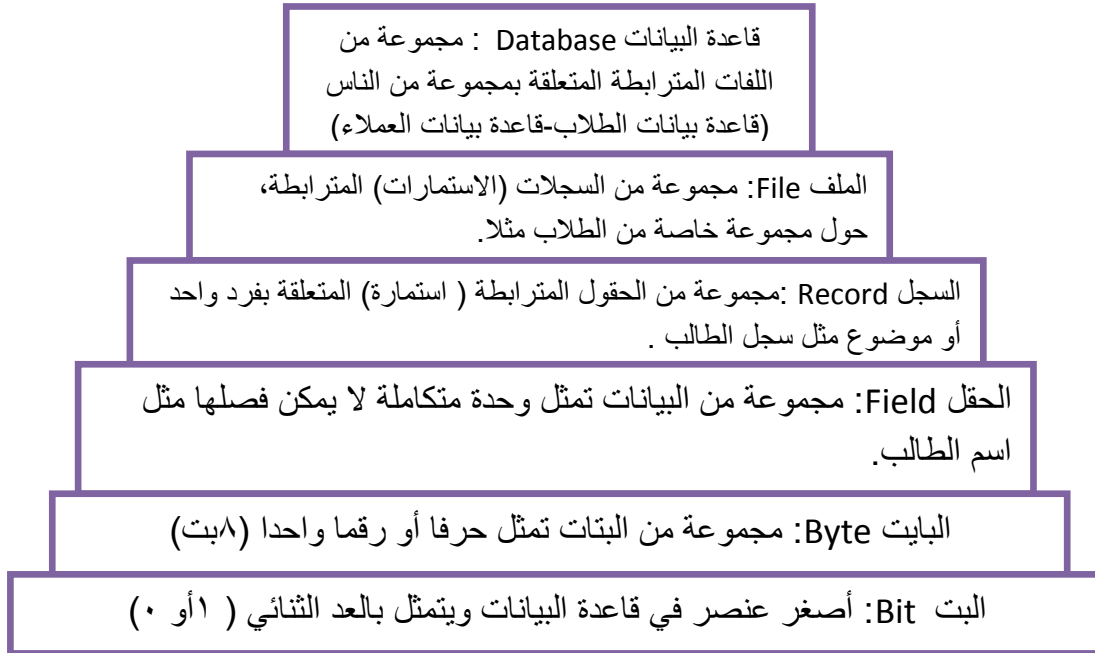 قاعدة البيانات Database : مجموعة من
اللفات المترابطة المتعلقة بمجموعة من الناس
(قاعدة بيانات الطلاب-قاعدة بيانات العملاء)
الملف File: مجموعة من السجلات (الاستمارات) المترابطة،
حول مجموعة خاصة من الطلاب مثلا.
السجل Record :مجموعة من الحقول المترابطة ( استمارة) المتعلقة بفرد واحد
أو موضوع مثل سجل الطالب .
الحقل Field: مجموعة من البيانات تمثل وحدة متكاملة لا يمكن فصلها مثل
اسم الطالب.
البايت Byte: مجموعة من البتات تمثل حرفا أو رقما واحدا (٨بت)
البت Bit: أصغر عنصر في قاعدة البيانات ويتمثل بالعد الثنائي ( ١أو ٠)